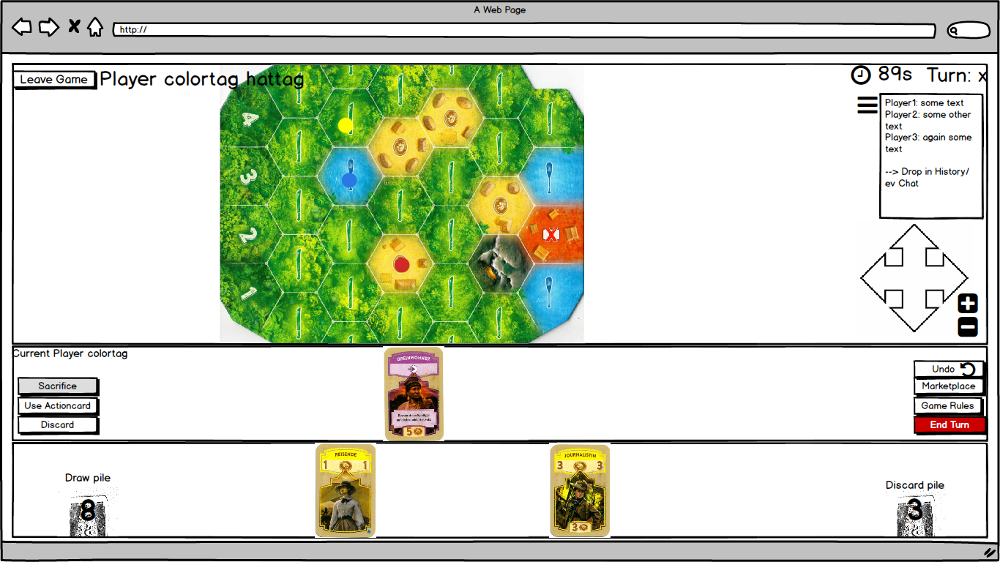 A Web Page
http://
Leave Game
Player colortag hattag
89s
Turn: x
Player1: some text
Player2: some other
text
Player3: again some
text
--> Drop in History/
ev Chat
4
3
2
1
X
Current Player colortag
Sacrifice
Use Actioncard
Discard
UREINWOHNER
5
Undo
Marketplace
Game Rules
End Turn
Draw pile
8
REISENDE
1 1
JOURNALISTIN
3 3
3
Discard pile
3